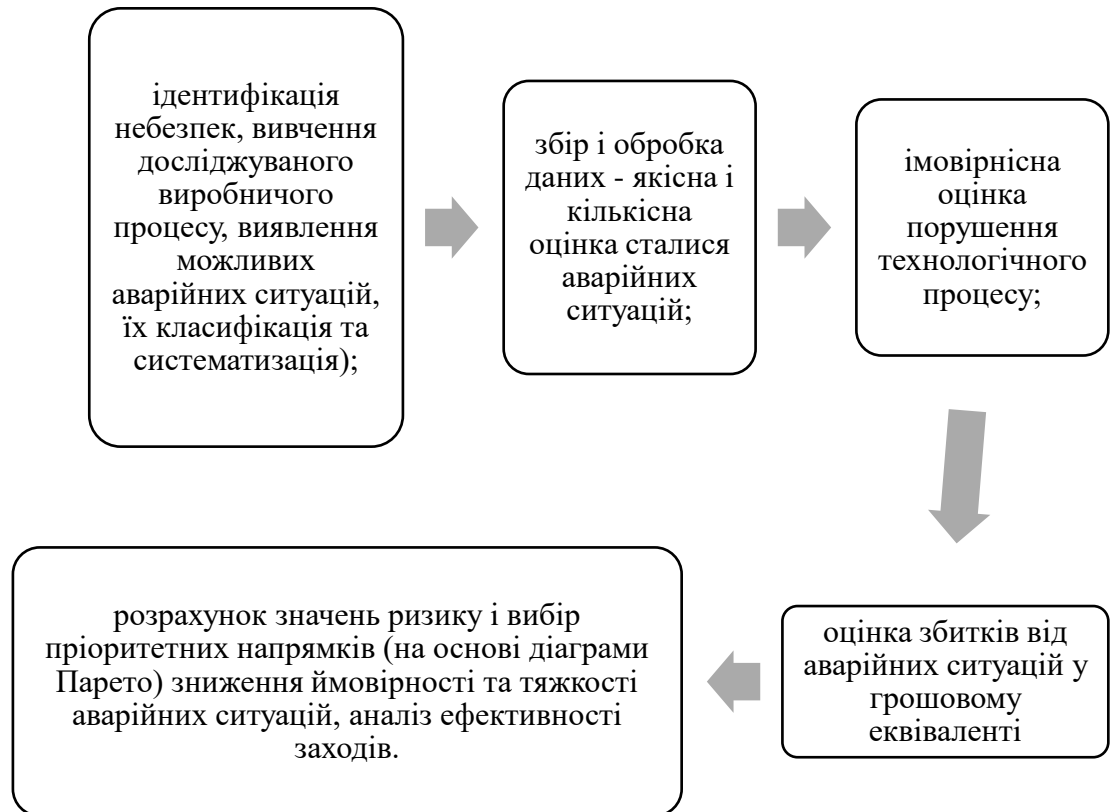 ідентифікація
небезпек, вивчення
досліджуваного
виробничого
процесу, виявлення
можливих
аварійних ситуацій,
їх класифікація та
систематизація);
збір і обробка
даних - якісна і
кількісна
оцінка сталися
аварійних
ситуацій;
імовірнісна
оцінка
порушення
технологічного
процесу;
оцінка збитків від
аварійних ситуацій у
грошовому
еквіваленті
розрахунок значень ризику і вибір
пріоритетних напрямків (на основі діаграми
Парето) зниження ймовірності та тяжкості
аварійних ситуацій, аналіз ефективності
заходів.